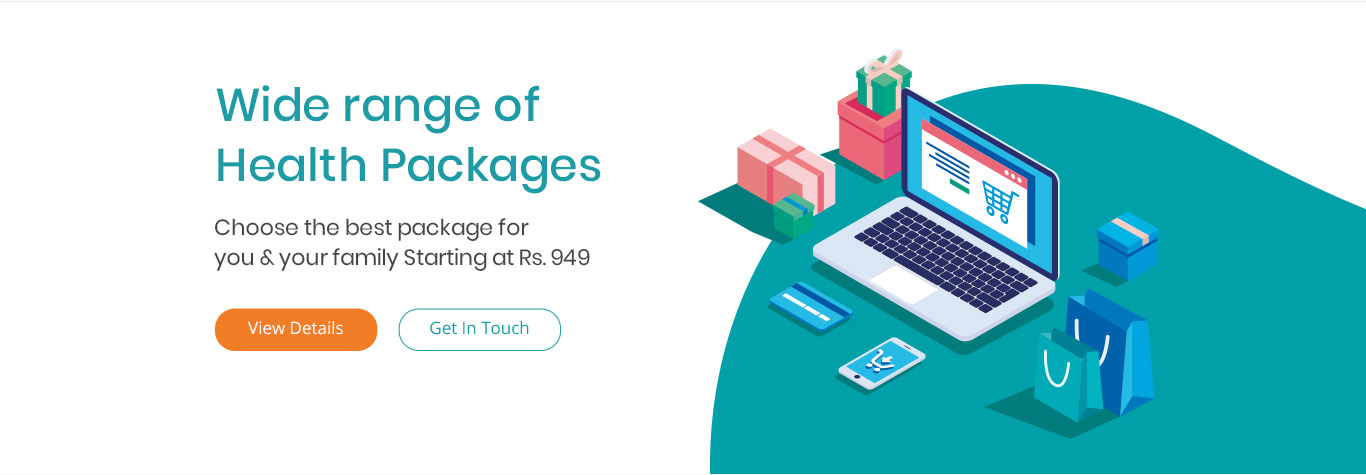 Wide range of
Health Packages
Choose the best package for
you & your family Starting at Rs. 949
View Details
Get In Touch